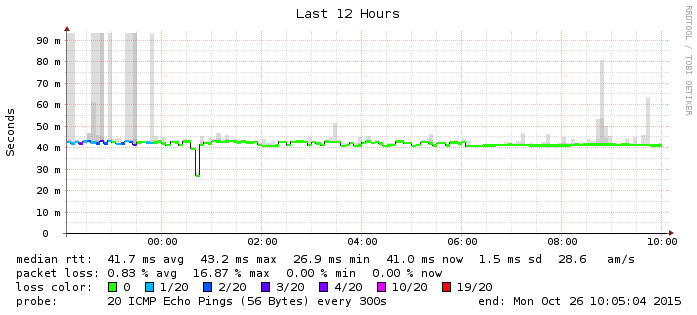 Last 12 Hours
RRDTOOL / TOBI OETIKER
Seconds
90 m
80 m
70 m
60 m
50 m
40 m
30 m
20 m
10 m
0
00:00 02:00 04:00 06:00 08:00 10:00
median rtt: 41.7 ms avg 43.2 ms max 26.9 ms min 41.0 ms now 1.5 ms sd 28.6 am/s
packet loss: 0.83 % avg 16.87 % max 0.00 % min 0.00 % now
loss color: 0 1/20 2/20 3/20 4/20 10/20 19/20
probe: 20 ICMP Echo Pings (56 Bytes) every 300s end: Mon Oct 26 10:05:04 2015